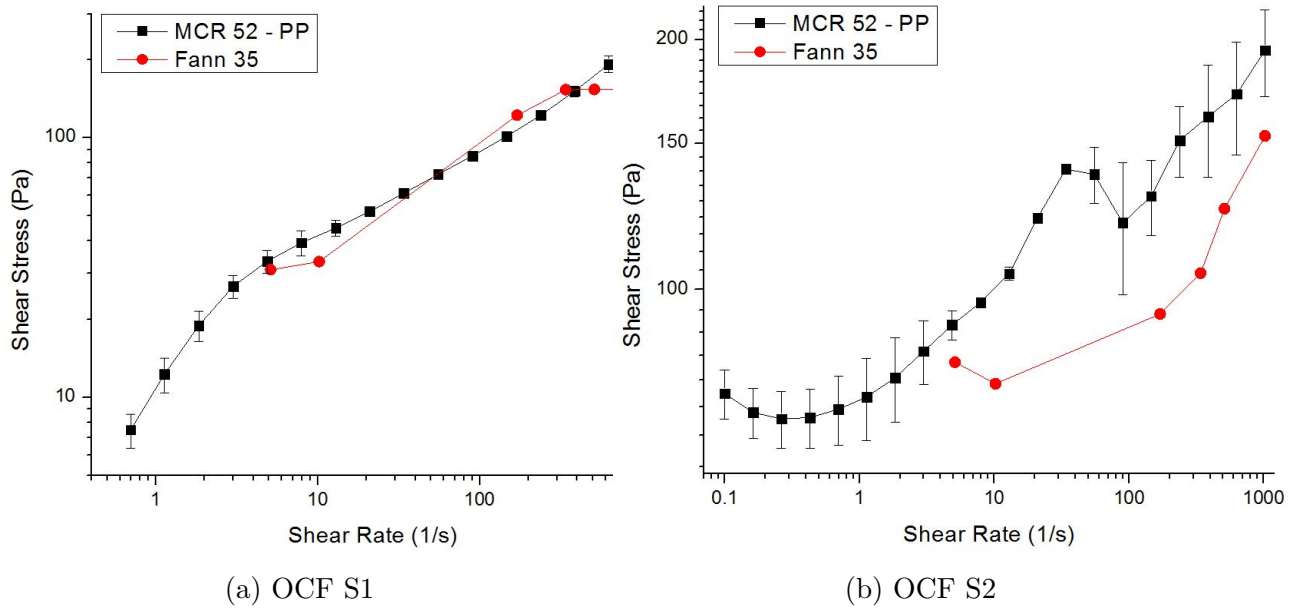 MCR 52 - PP
Fann 35
100
10
Shear Stress (Pa)
1
10
100
Shear Rate (1/s)
(a) OCF S1
MCR 52 - PP
Fann 35
200
150
100
Shear Stress (Pa)
0.1
1
10
100
1000
Shear Rate (1/s)
(b) OCF S2